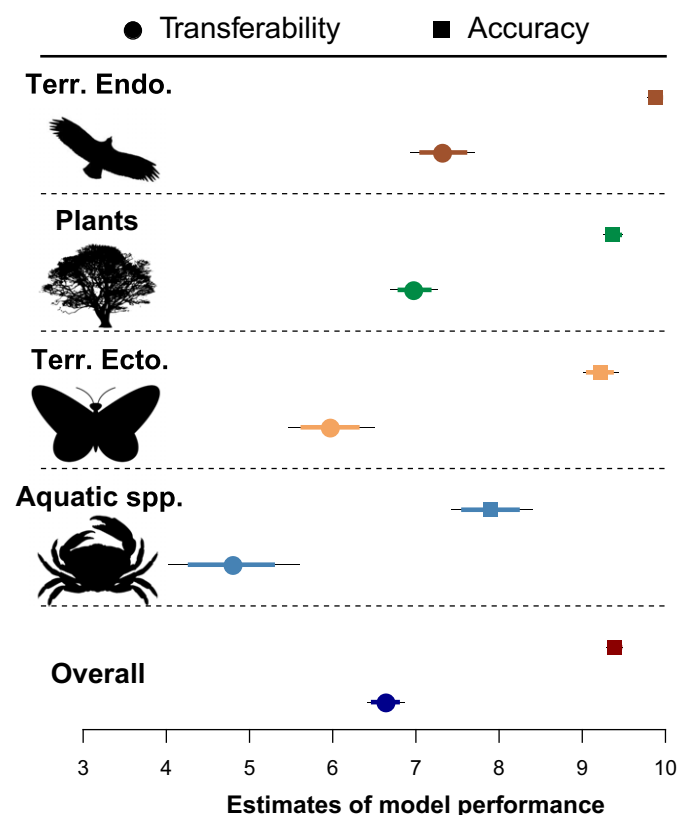 Transferability Accuracy
Terr. Endo.
Plants
Terr. Ecto.
Aquatic spp.
Overall
3 4 5 6 7 8 9 10
Estimates of model performance